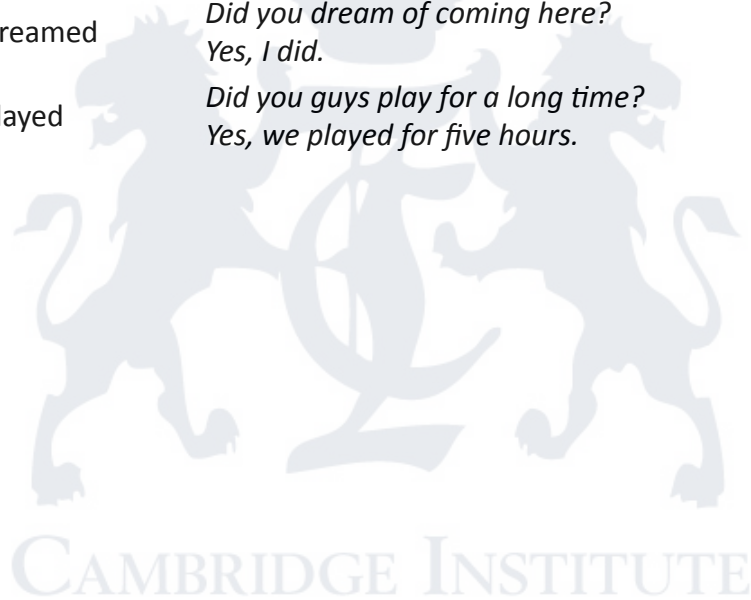 reamed
Did you dream of coming here?
Yes, I did.
layed
Did you guys play for a long time?
Yes, we played for five hours.
CAMBRIDGE INSTITUTE